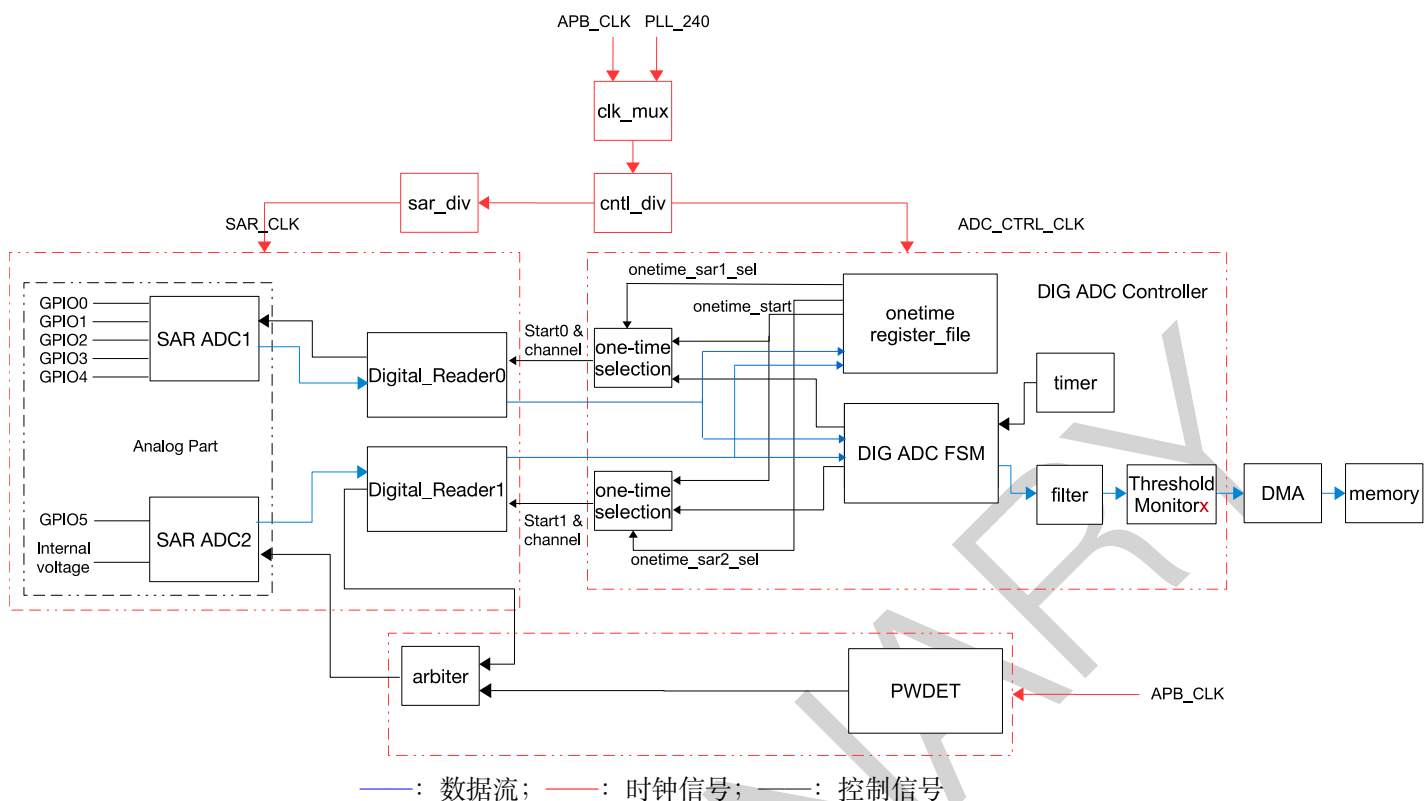 APB_CLK PLL_240
clk_mux
sar_div
cntl_div
SAR_CLK
ADC_CTRL_CLK
GPIO0
GPIO1
GPIO2
GPIO3
GPIO4
SAR ADC1
Analog Part
GPIO5
Internal
voltage
SAR ADC2
Digital_Reader0
Digital_Reader1
Start0 &
channel
Start1 &
channel
onetime_sar1_sel
onetime_start
one-time
selection
one-time
selection
onetime_sar2_sel
onetime
register_file
DIG ADC Controller
timer
DIG ADC FSM
filter
Threshold
Monitorx
DMA
memory
arbiter
PWDET
APB_CLK
——: 数据流; ——: 时钟信号; ——: 控制信号